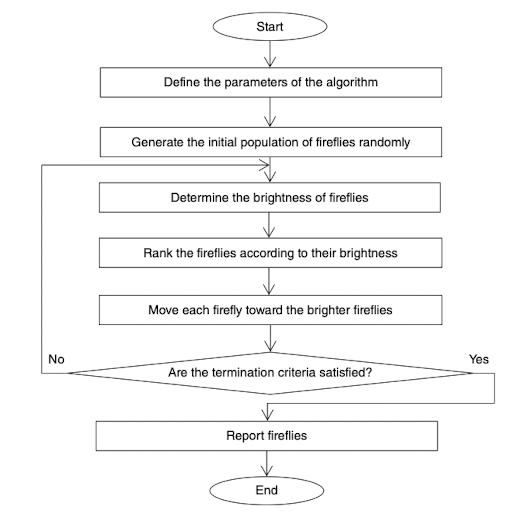 Start
Define the parameters of the algorithm
Generate the initial population of fireflies randomly
Determine the brightness of fireflies
Rank the fireflies according to their brightness
Move each firefly toward the brighter fireflies
No
Yes
Are the termination criteria satisfied?
Report fireflies
End